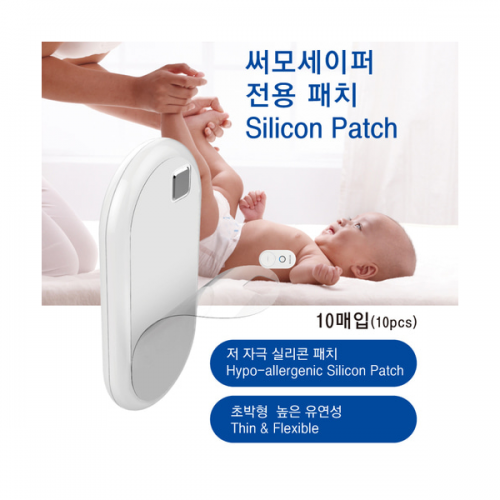 써모세이퍼
전용 패치
Silicon Patch
10매입(10pcs)
저 자극 실리콘 패치
Hypo-allergenic Silicon Patch
초박형 높은 유연성
Thin & Flexible